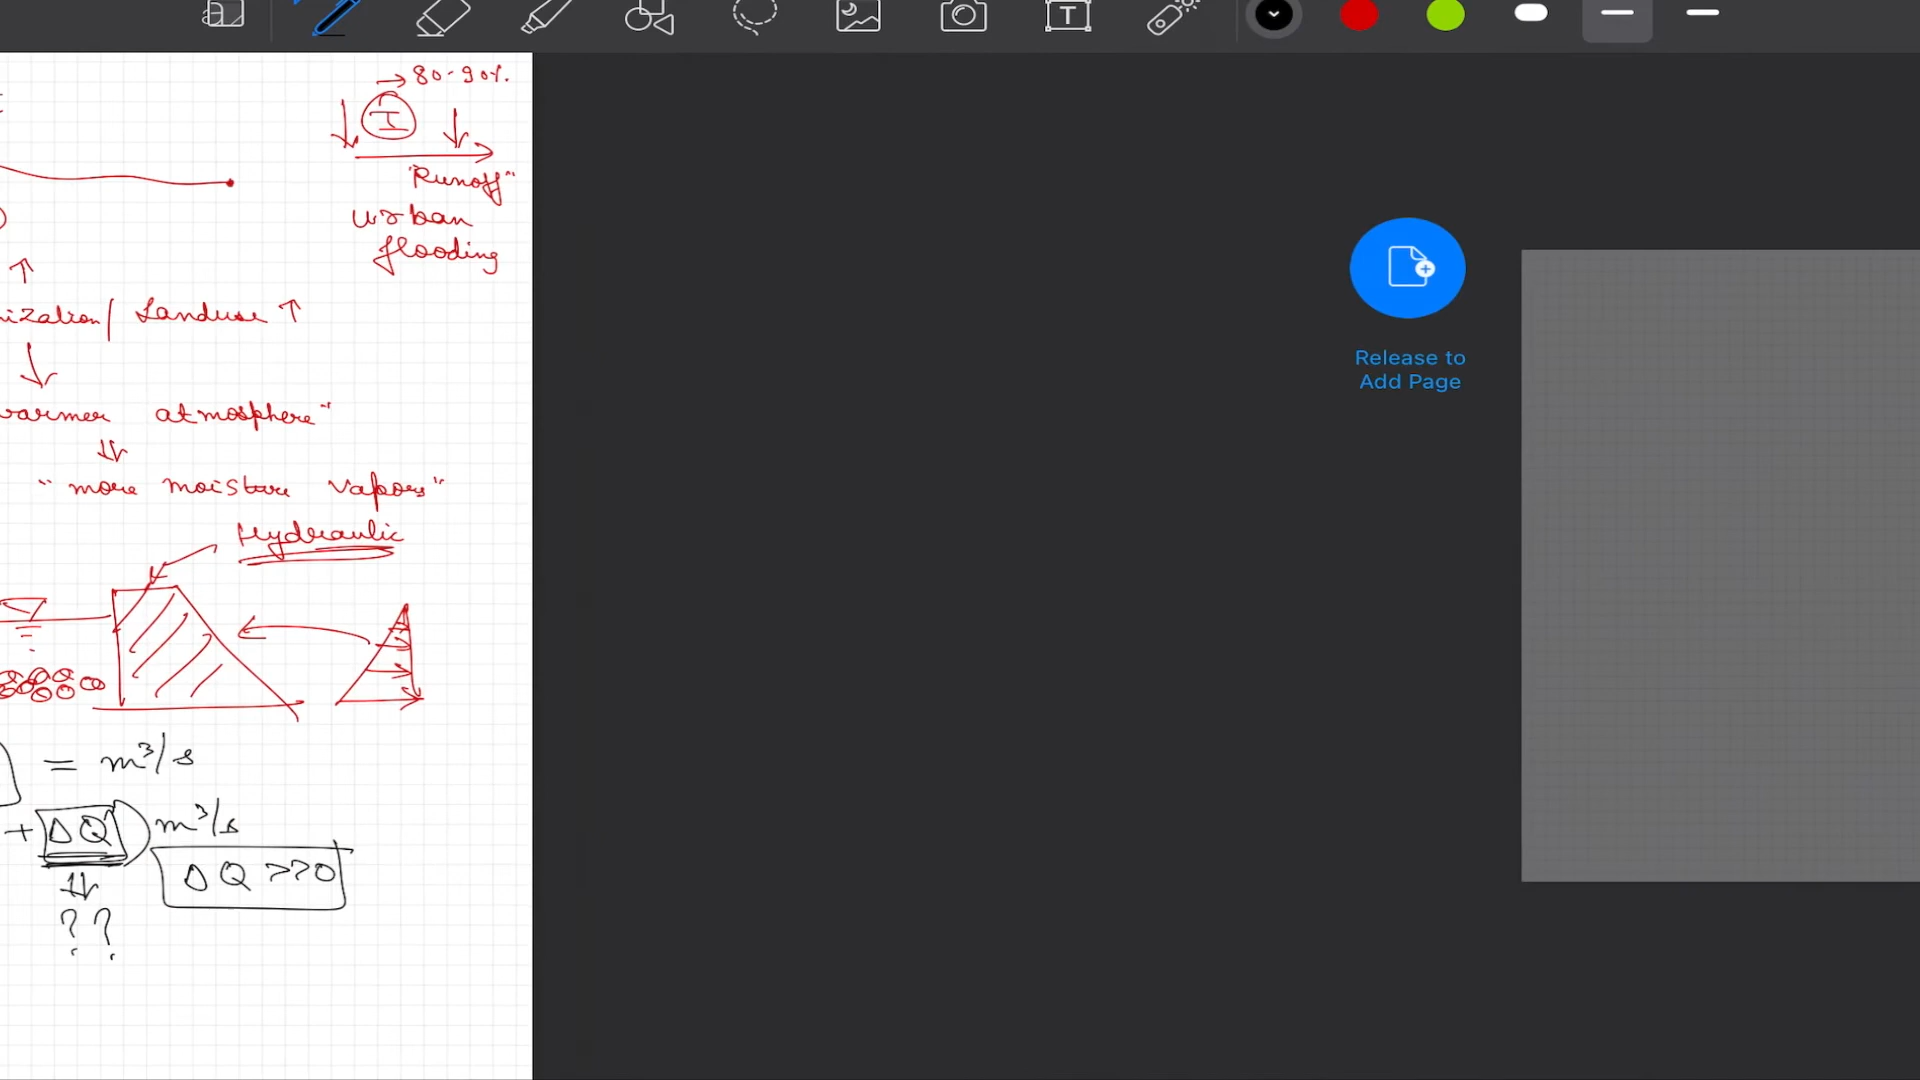 → 80-90%
I
"Runoff"
urban
flooding
Landuse ↑
atmosphere"
"more moisture vapors"
Hydraulic
= m³/s
+ ΔQ) m³/s
ΔQ >>0
??
T
Release to
Add Page